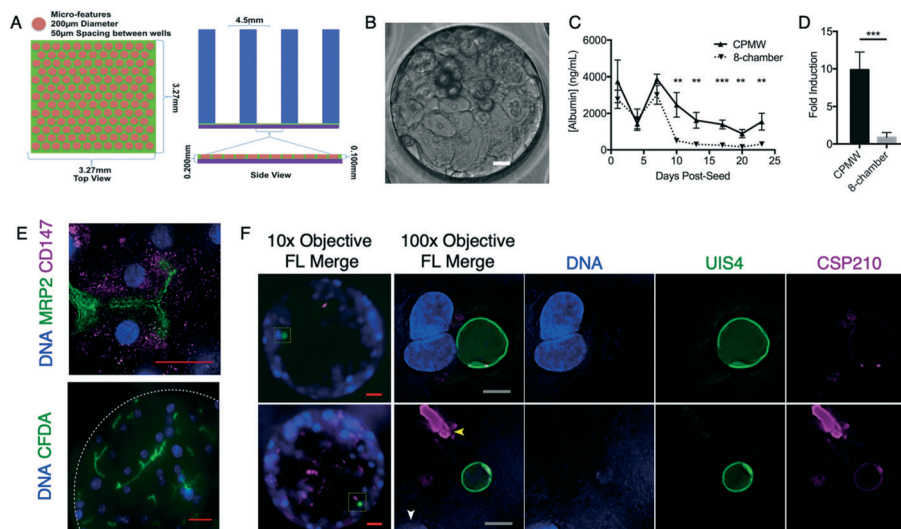 A
Micro-features
200µm Diameter
50µm Spacing between wells
3.27mm
3.27mm
Top View
4.5mm
0.200mm
0.100mm
Side View
B
C
[Albumin] (ng/mL)
6000
4000
2000
0
CPMW
8-chamber
** ** *** ** **
0 5 10 15 20 25
Days Post-Seed
D
Fold Induction
15
10
5
0
***
CPMW
8-chamber
E
DNA MRP2 CD147
DNA CFDA
F
10x Objective
FL Merge
100x Objective
FL Merge
DNA
UIS4
CSP210